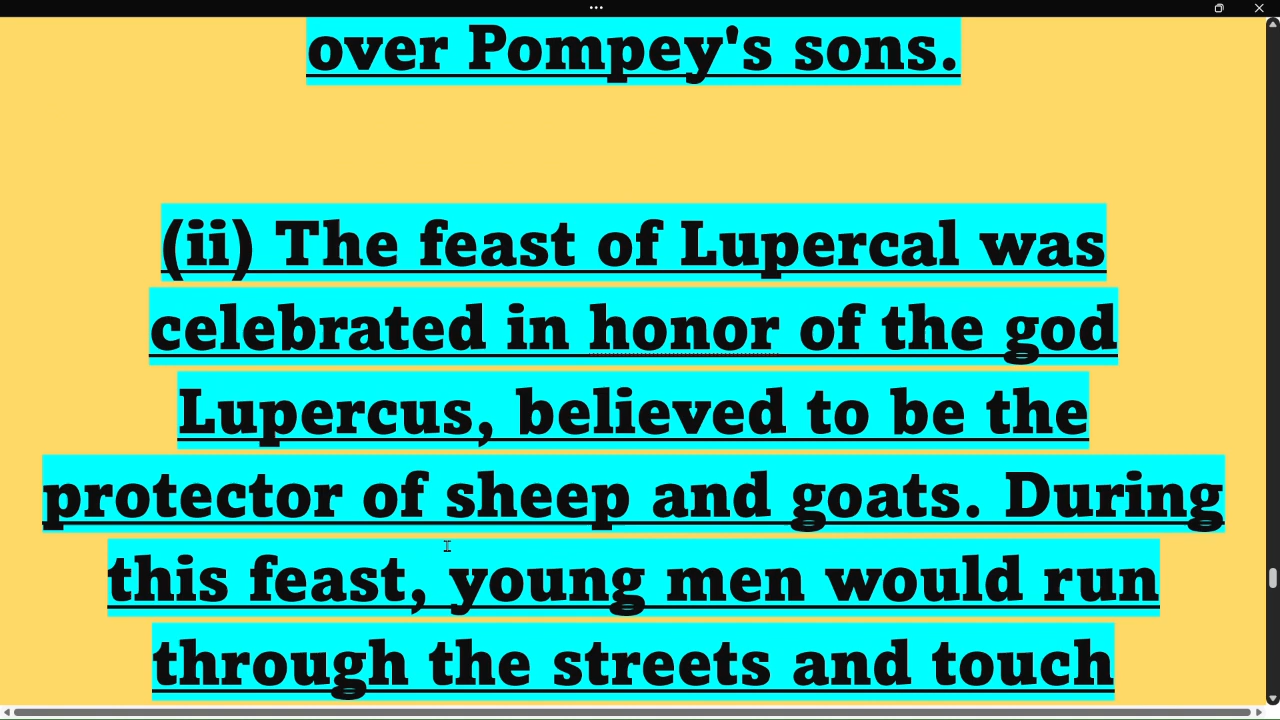 over Pompey's sons.
(ii) The feast of Lupercal was
celebrated in honor of the god
Lupercus, believed to be the
protector of sheep and goats. During
this feast, young men would run
through the streets and touch